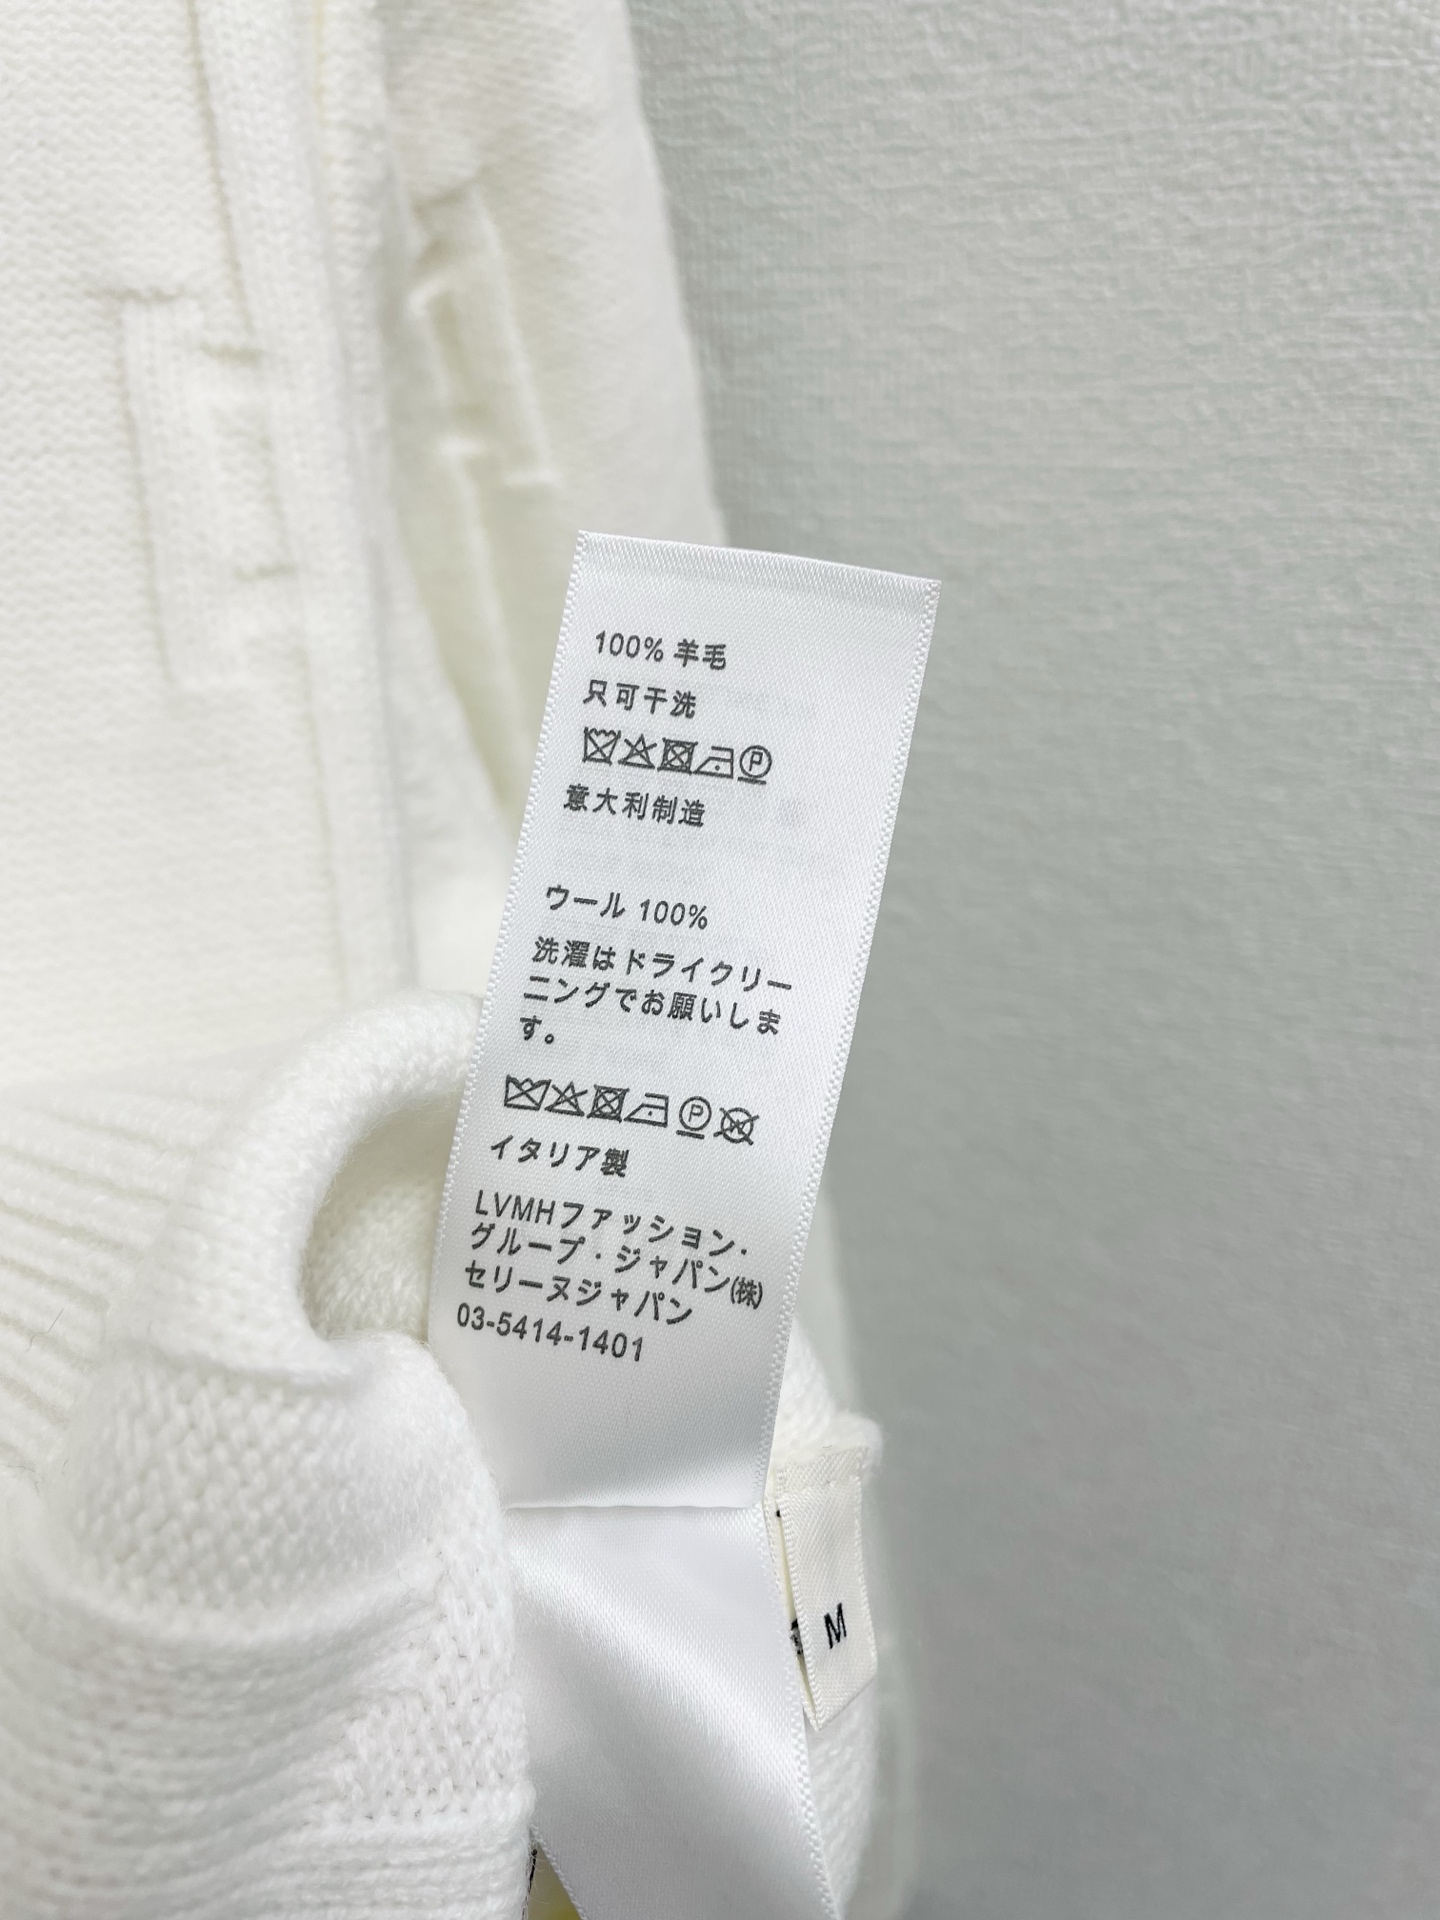 100% 羊毛
只可干洗
P
意大利制造
ウール 100%
洗濯はドライクリー
ニングでお願いしま
す。
P W
イタリア製
LVMHファッション・
グループ・ジャパン(株)
セリーヌジャパン
03-5414-1401
M